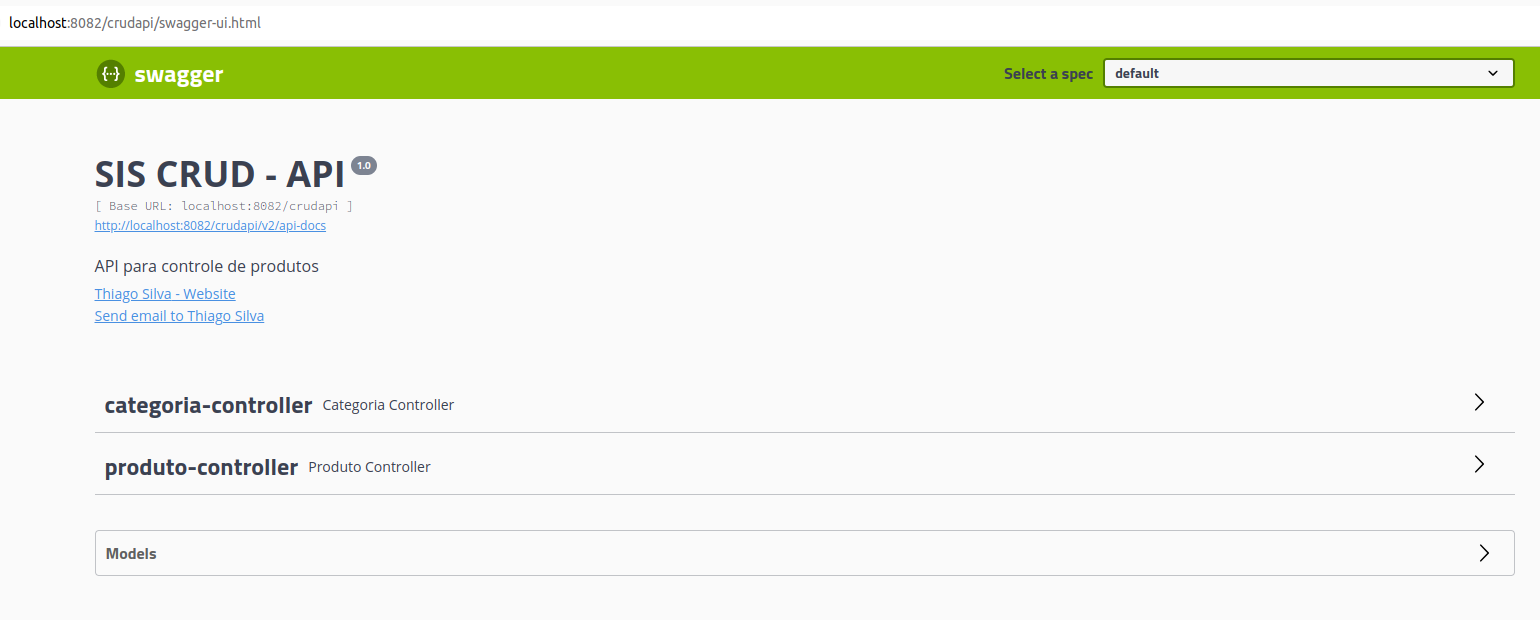 localhost:8082/crudapi/swagger-ui.html
{···} swagger Select a spec default
SIS CRUD - API 1.0
[ Base URL: localhost:8082/crudapi ]
http://localhost:8082/crudapi/v2/api-docs
API para controle de produtos
Thiago Silva - Website
Send email to Thiago Silva
categoria-controller Categoria Controller
produto-controller Produto Controller
Models